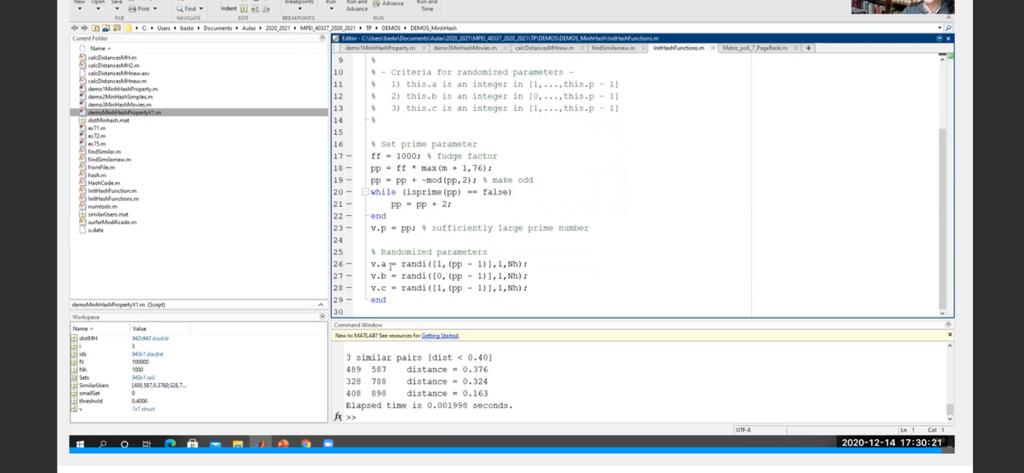 New Open Save
Print
Find
Indent
Breakpoints
Run
Run and
Advance
Advance
Run and
Time
FILE
NAVIGATE
EDIT
BREAKPOINTS
RUN
C: Users basto Documents Aulas 2020_2021 MPEI_40337_2020_2021 TP DEMOS DEMOS_MinHash
Current Folder
Name
calcDistancesMH.m
calcDistancesMH2.m
calcDistancesMHnew.asv
calcDistancesMHnew.m
demo1MinHashProperty.m
demo2MinHashSimples.m
demo3MinHashMovies.m
demoMinHashPropertyV1.m
distMinhash.mat
ex71.m
ex72.m
ex75.m
findSimilar.m
findSimilarnew.m
fromFile.m
hash.m
HashCode.m
InitHashFunction.m
InitHashFunctions.m
numtostr.m
similarUsers.mat
surferModificado.m
u.data
demoMinHashPropertyV1.m (Script)
Workspace
Name Value
distMH 943x943 double
i 3
ids 943x1 double
N 100000
Nh 1000
Sets 943x1 cell
SimilarUsers [489,587,0.3760;328,7...
smallSet 0
threshold 0.4000
v 1x1 struct
Editor - C:\Users\basto\Documents\Aulas\2020_2021\MPEI_40337_2020_2021\TP\DEMOS\DEMOS_MinHash\InitHashFunctions.m
demo1MinHashProperty.m demo3MinHashMovies.m calcDistancesMHnew.m findSimilarnew.m InitHashFunctions.m Matriz_poll_7_PageRank.m +
9 %
10 % - Criteria for randomized parameters -
11 % 1) this.a is an integer in [1,...,this.p - 1]
12 % 2) this.b is an integer in [0,...,this.p - 1]
13 % 3) this.c is an integer in [1,...,this.p - 1]
14 %
15
16 % Set prime parameter
17 ff = 1000; % fudge factor
18 pp = ff * max(m + 1,76);
19 pp = pp + ~mod(pp,2); % make odd
20 while (isprime(pp) == false)
21 pp = pp + 2;
22 end
23 v.p = pp; % sufficiently large prime number
24
25 % Randomized parameters
26 v.a = randi([1,(pp - 1)],1,Nh);
27 v.b = randi([0,(pp - 1)],1,Nh);
28 v.c = randi([1,(pp - 1)],1,Nh);
29 end
30
Command Window
New to MATLAB? See resources for Getting Started.
3 similar pairs [dist < 0.40]
489 587 distance = 0.376
328 788 distance = 0.324
408 898 distance = 0.163
Elapsed time is 0.001998 seconds.
fx >>
UTF-8
Ln 1 Col 1
2020-12-14 17:30:21